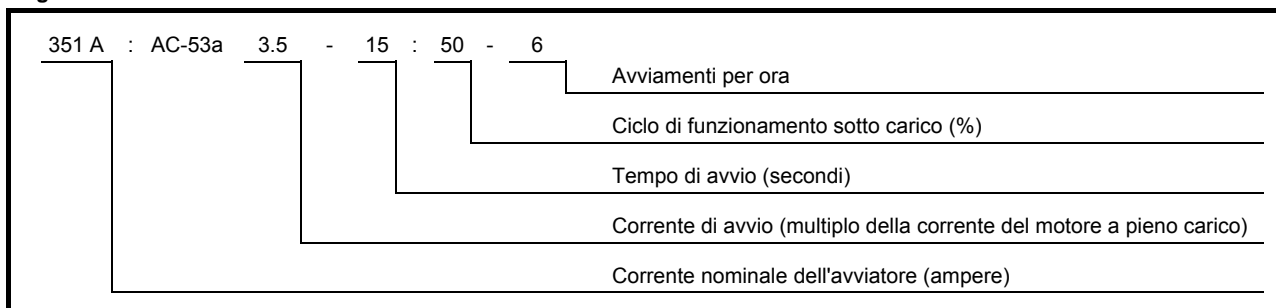 351 A : AC-53a 3.5 - 15 : 50 - 6
Avviamenti per ora
Ciclo di funzionamento sotto carico (%)
Tempo di avvio (secondi)
Corrente di avvio (multiplo della corrente del motore a pieno carico)
Corrente nominale dell'avviatore (ampere)